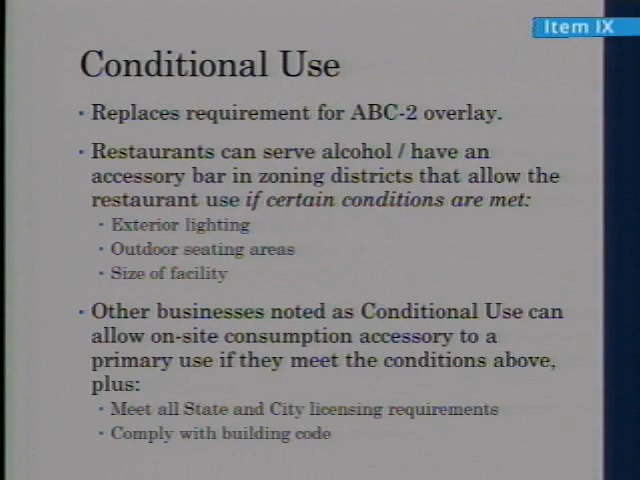 Item IX
Conditional Use
• Replaces requirement for ABC-2 overlay.
• Restaurants can serve alcohol / have an
accessory bar in zoning districts that allow the
restaurant use if certain conditions are met:
• Exterior lighting
• Outdoor seating areas
• Size of facility
• Other businesses noted as Conditional Use can
allow on-site consumption accessory to a
primary use if they meet the conditions above,
plus:
• Meet all State and City licensing requirements
• Comply with building code